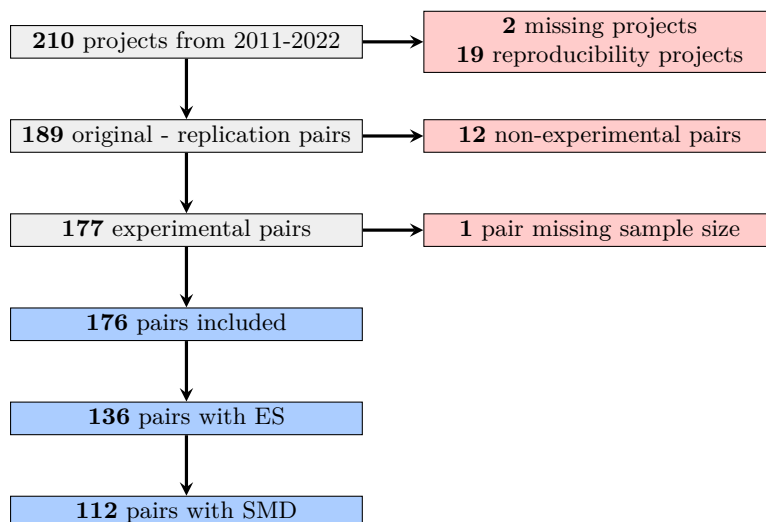 210 projects from 2011-2022
2 missing projects
19 reproducibility projects
189 original - replication pairs
12 non-experimental pairs
177 experimental pairs
1 pair missing sample size
176 pairs included
136 pairs with ES
112 pairs with SMD